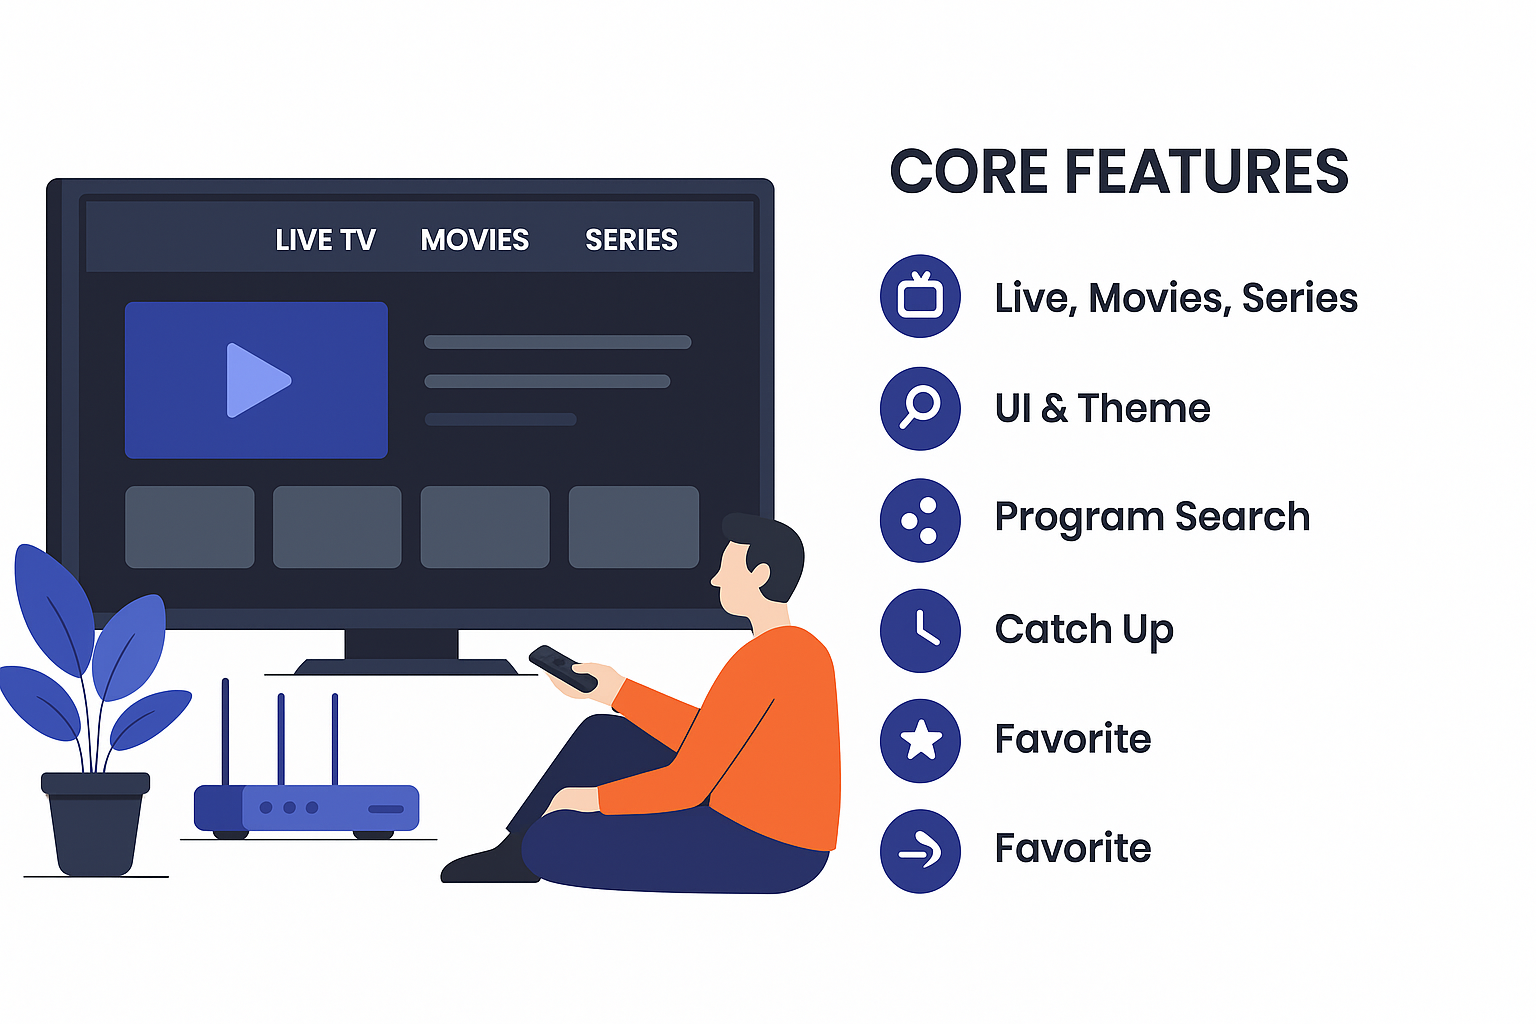 LIVE TV MOVIES SERIES
CORE FEATURES
Live, Movies, Series
UI & Theme
Program Search
Catch Up
Favorite
Favorite